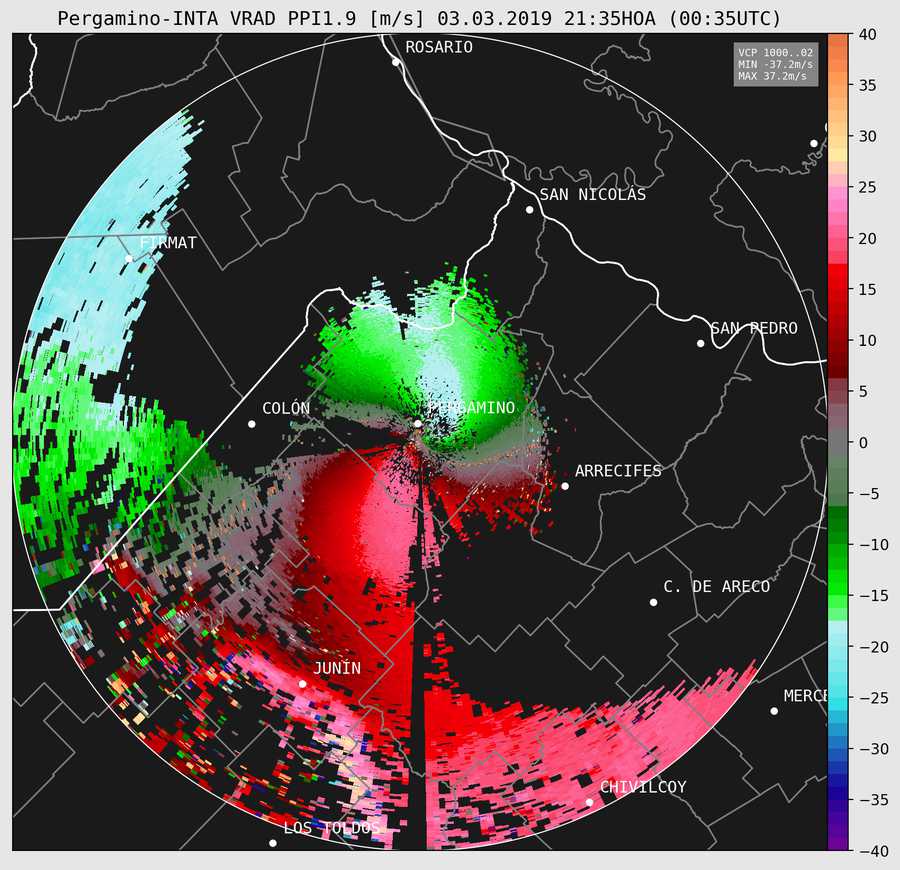 Pergamino-INTA VRAD PPI1.9 [m/s] 03.03.2019 21:35HOA (00:35UTC)
VCP 1000..02
MIN -37.2m/s
MAX 37.2m/s
ROSARIO
SAN NICOLÁS
FIRMAT
SAN PEDRO
COLÓN
PERGAMINO
ARRECIFES
C. DE ARECO
JUNÍN
MERCE
CHIVILCOY
LOS TOLDOS
40
35
30
25
20
15
10
5
0
−5
−10
−15
−20
−25
−30
−35
−40